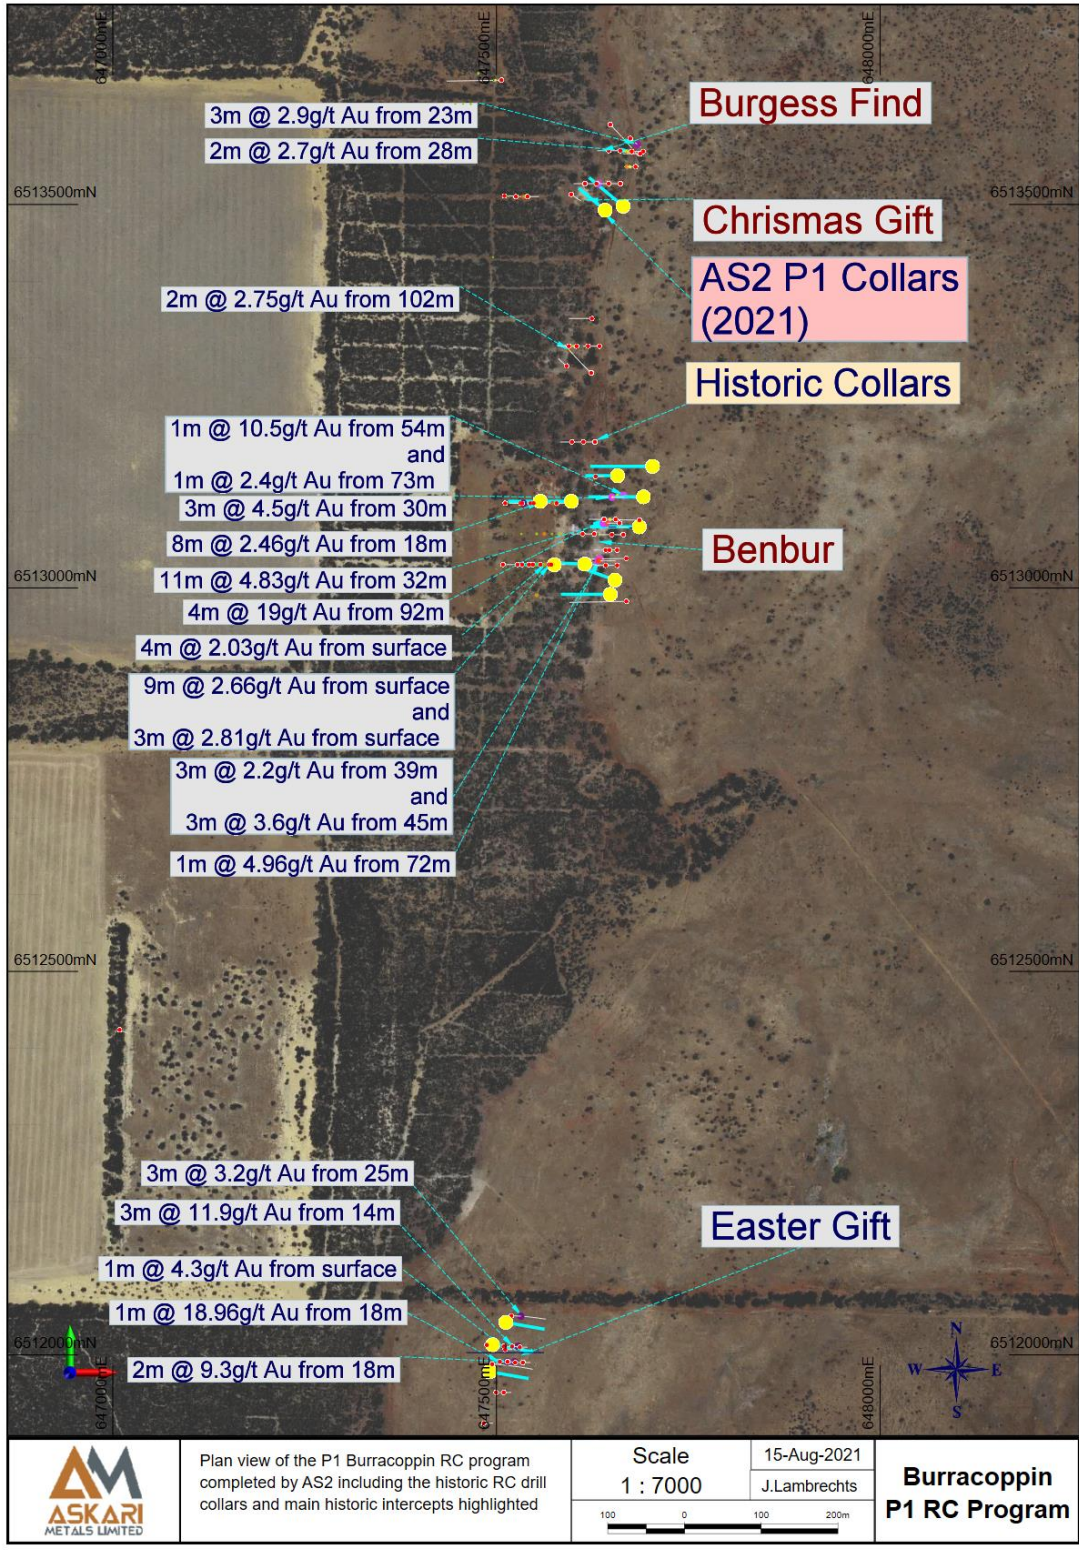 647000mE
647500mE
648000mE
Burgess Find
3m @ 2.9g/t Au from 23m
2m @ 2.7g/t Au from 28m
6513500mN
6513500mN
Chrismas Gift
AS2 P1 Collars
(2021)
2m @ 2.75g/t Au from 102m
Historic Collars
1m @ 10.5g/t Au from 54m
and
1m @ 2.4g/t Au from 73m
3m @ 4.5g/t Au from 30m
8m @ 2.46g/t Au from 18m
Benbur
11m @ 4.83g/t Au from 32m
6513000mN
6513000mN
4m @ 19g/t Au from 92m
4m @ 2.03g/t Au from surface
9m @ 2.66g/t Au from surface
and
3m @ 2.81g/t Au from surface
3m @ 2.2g/t Au from 39m
and
3m @ 3.6g/t Au from 45m
1m @ 4.96g/t Au from 72m
6512500mN
6512500mN
3m @ 3.2g/t Au from 25m
3m @ 11.9g/t Au from 14m
Easter Gift
1m @ 4.3g/t Au from surface
1m @ 18.96g/t Au from 18m
6512000mN
6512000mN
2m @ 9.3g/t Au from 18m
N
W
E
S
647000mE
647500mE
648000mE
AM
ASKARI
METALS LIMITED
Plan view of the P1 Burracoppin RC program
completed by AS2 including the historic RC drill
collars and main historic intercepts highlighted
Scale
1 : 7000
100 0 100 200m
15-Aug-2021
J.Lambrechts
Burracoppin
P1 RC Program